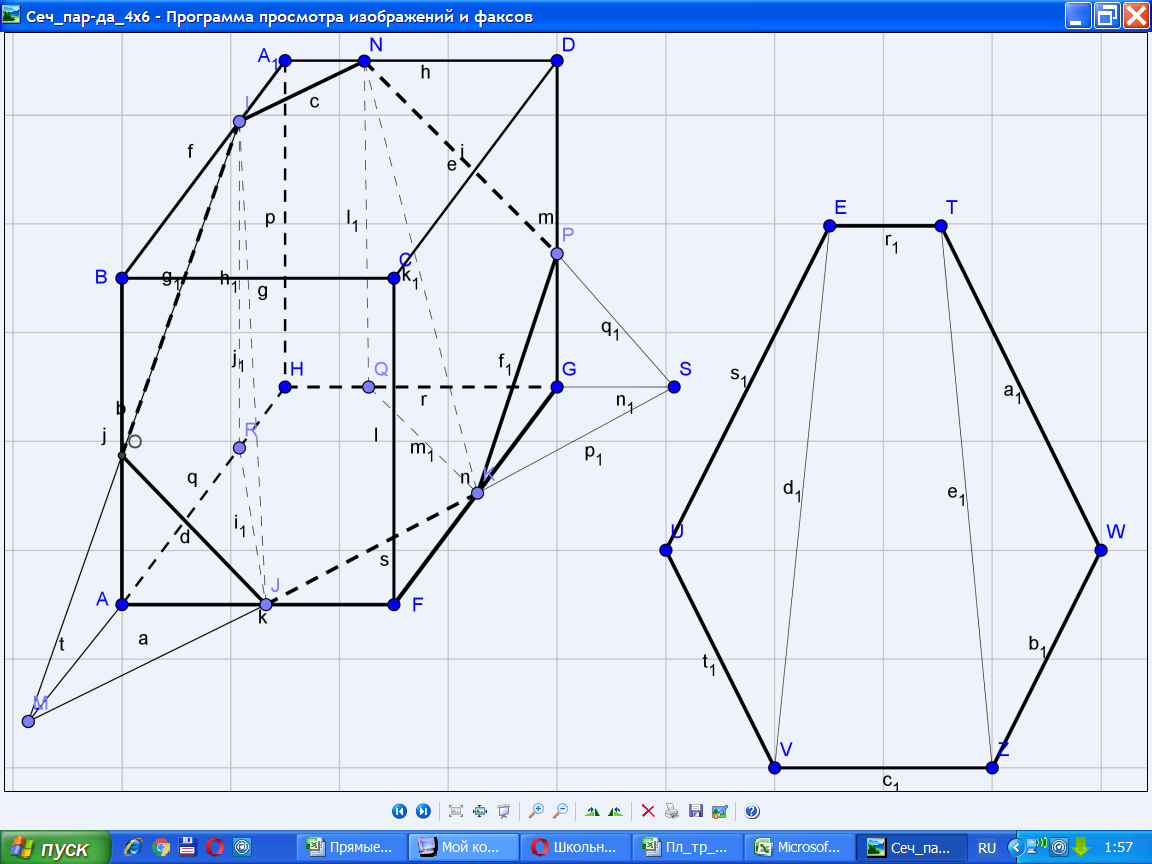 Сеч_пар-да_4x6 - Программа просмотра изображений и факсов
A1 N D
h
I c
f
j
e
p l1 m
P
E T
r1
B g1 h1 g C k1
q1
j1 H Q G S
f1
s1
r n1
a1
b
j O R l
m1 p1
q n K
d1 e1
i1
d
U W
s
A J F
k
t a
b1
t1
M
V Z
c1
пуск
Прямые...
Мой ко...
Школьн...
Пл_тр_...
Microsof...
Сеч_па...
RU
1:57